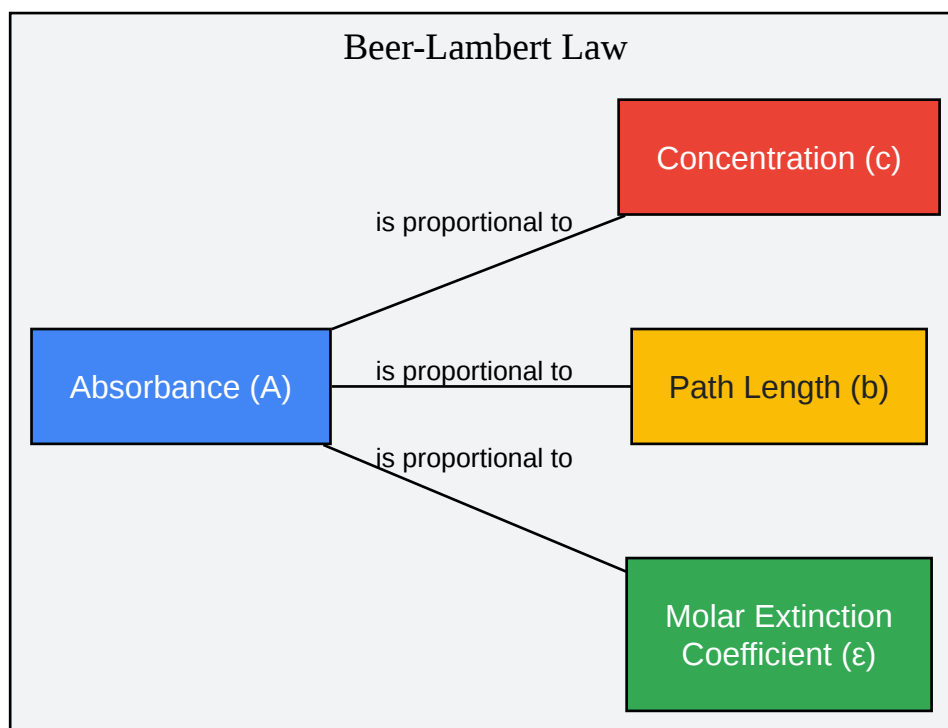 Beer-Lambert Law
Concentration (c)
is proportional to
Absorbance (A)
is proportional to
Path Length (b)
is proportional to
Molar Extinction
Coefficient (ε)